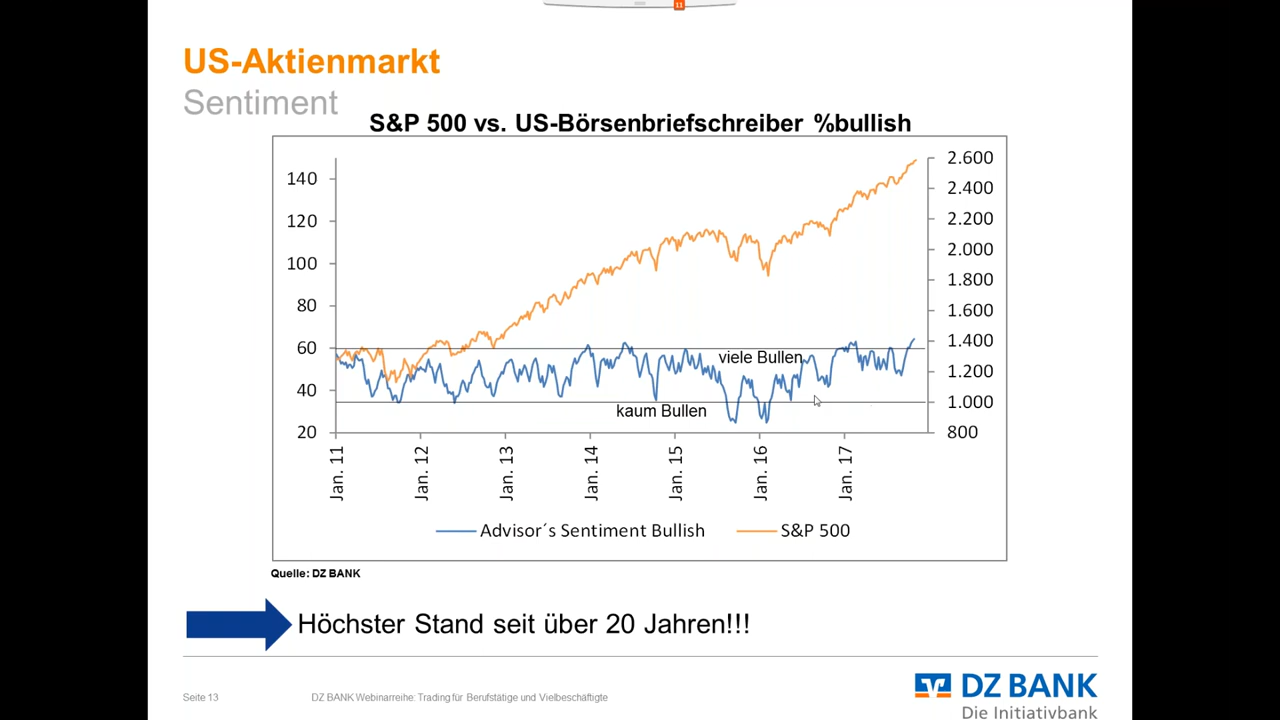 11
US-Aktienmarkt
Sentiment
S&P 500 vs. US-Börsenbriefschreiber %bullish
140
120
100
80
60
40
20
2.600
2.400
2.200
2.000
1.800
1.600
1.400
1.200
1.000
800
viele Bullen
kaum Bullen
Jan. 11
Jan. 12
Jan. 13
Jan. 14
Jan. 15
Jan. 16
Jan. 17
Advisor´s Sentiment Bullish
S&P 500
Quelle: DZ BANK
Höchster Stand seit über 20 Jahren!!!
Seite 13
DZ BANK Webinarreihe: Trading für Berufstätige und Vielbeschäftigte
DZ BANK
Die Initiativbank